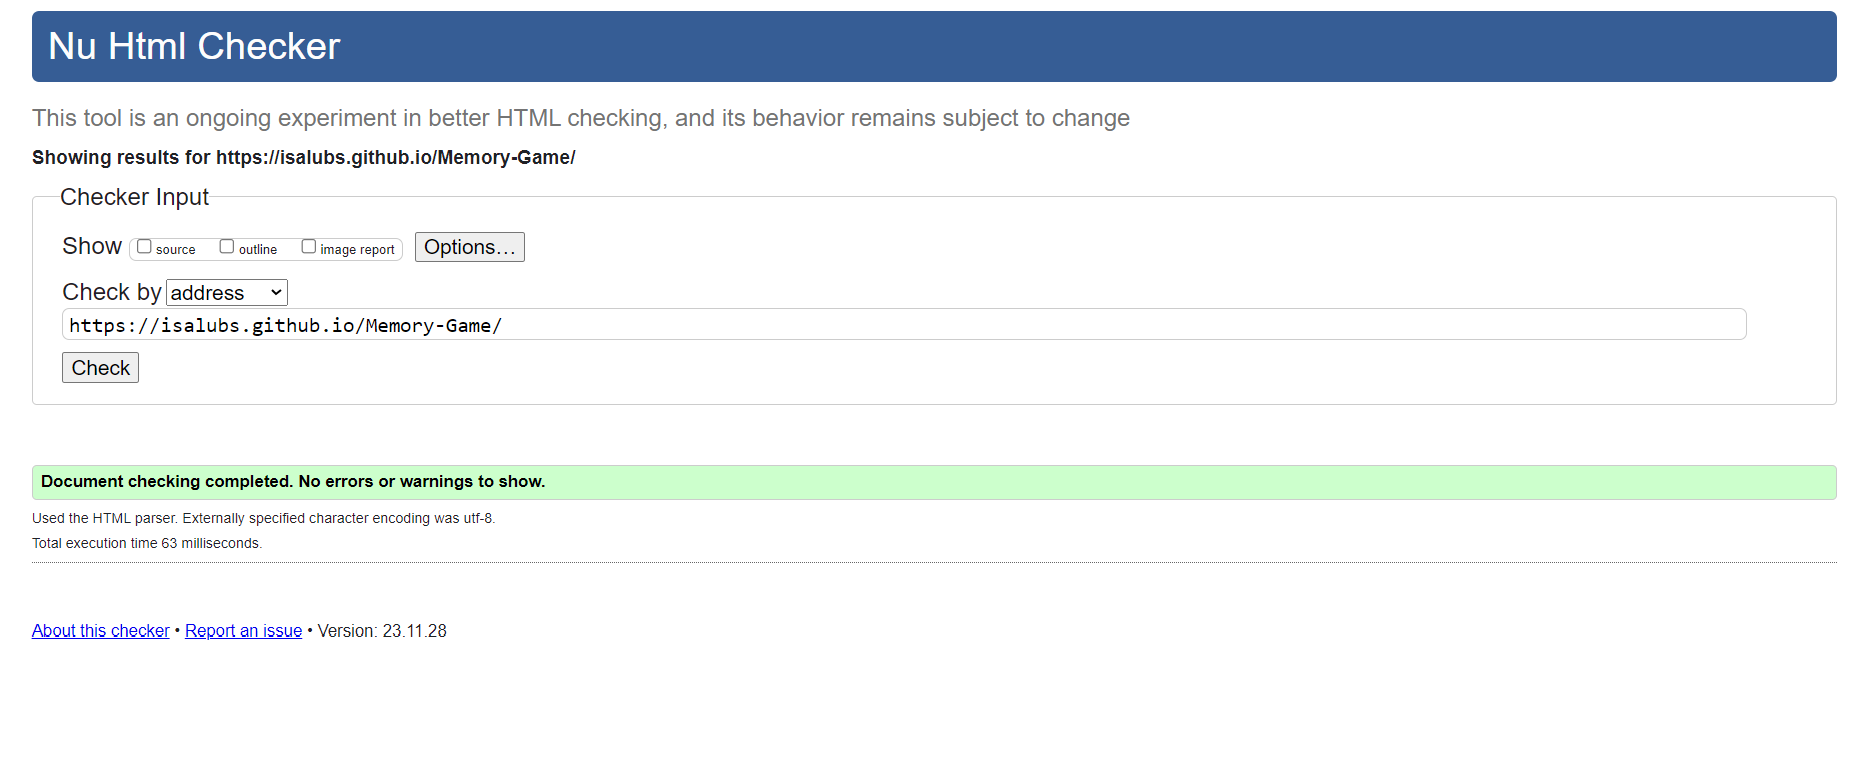 Nu Html Checker
This tool is an ongoing experiment in better HTML checking, and its behavior remains subject to change
Showing results for https://isalubs.github.io/Memory-Game/
Checker Input
Show source outline image report Options...
Check by address
https://isalubs.github.io/Memory-Game/
Check
Document checking completed. No errors or warnings to show.
Used the HTML parser. Externally specified character encoding was utf-8.
Total execution time 63 milliseconds.
About this checker • Report an issue • Version: 23.11.28